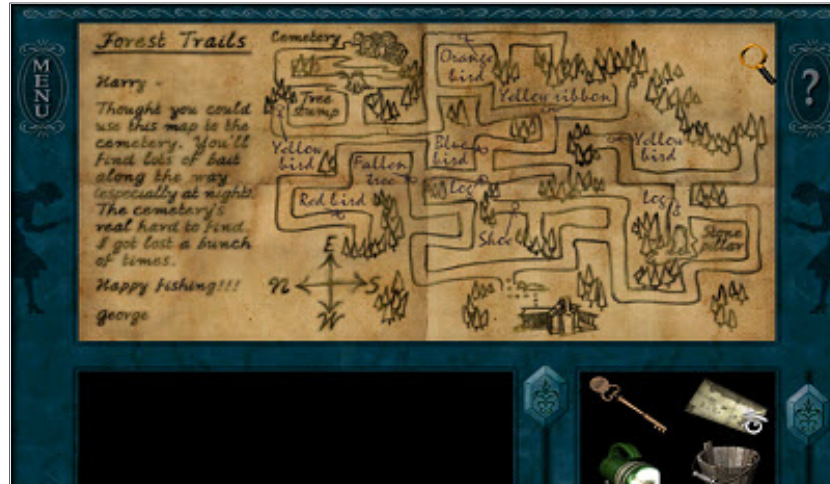 MENU
?
Forest Trails
Harry -
Thought you could
use this map to the
cemetery. You'll
find lots of bait
along the way
(especially at night).
The cemetery's
real hard to find.
I got lost a bunch
of times.
Happy fishing!!!
george
Cemetery
Orange
bird
Yellow ribbon
Tree
stump
Yellow
bird
Blue
bird
Yellow
bird
Fallen
tree
Log
Red bird
Logs
Shoe
Stone
pillar
E
N
S
W